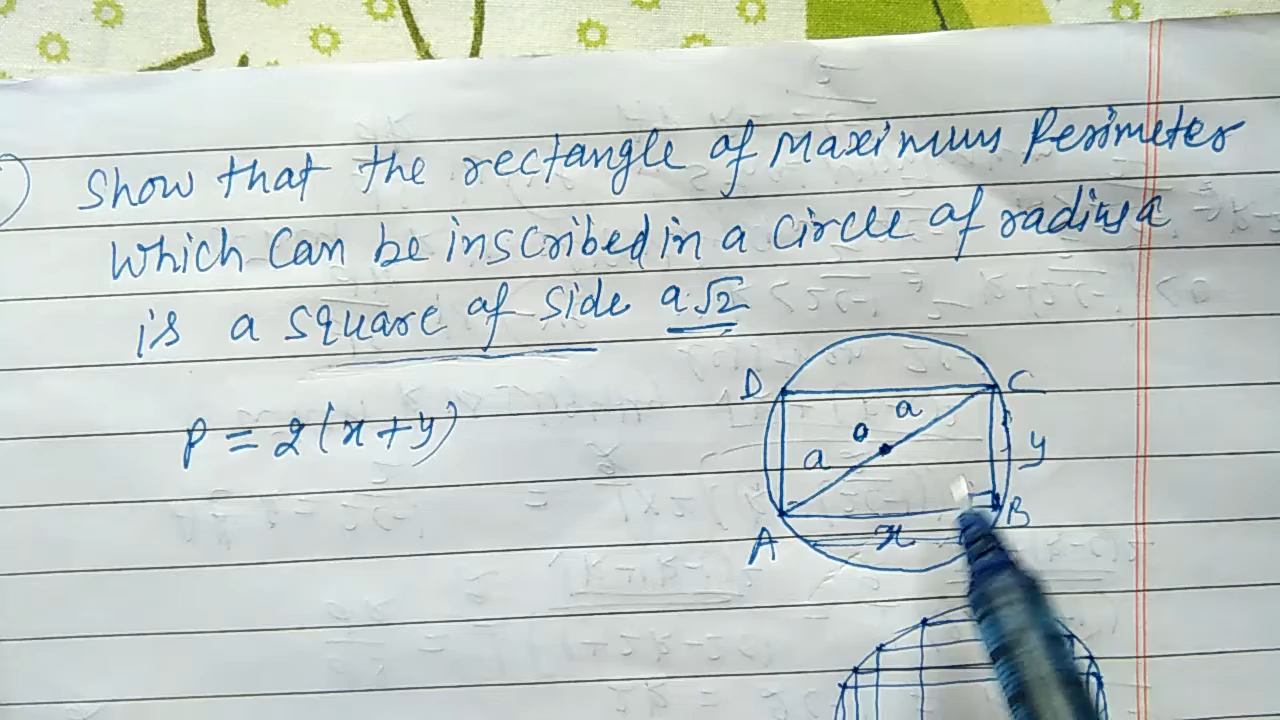 Show that the rectangle of Maximum Perimeter
which can be inscribed in a circle of radius a
is a square of side a√2
P = 2(x+y)
D
C
a
o
a
y
A
x
B